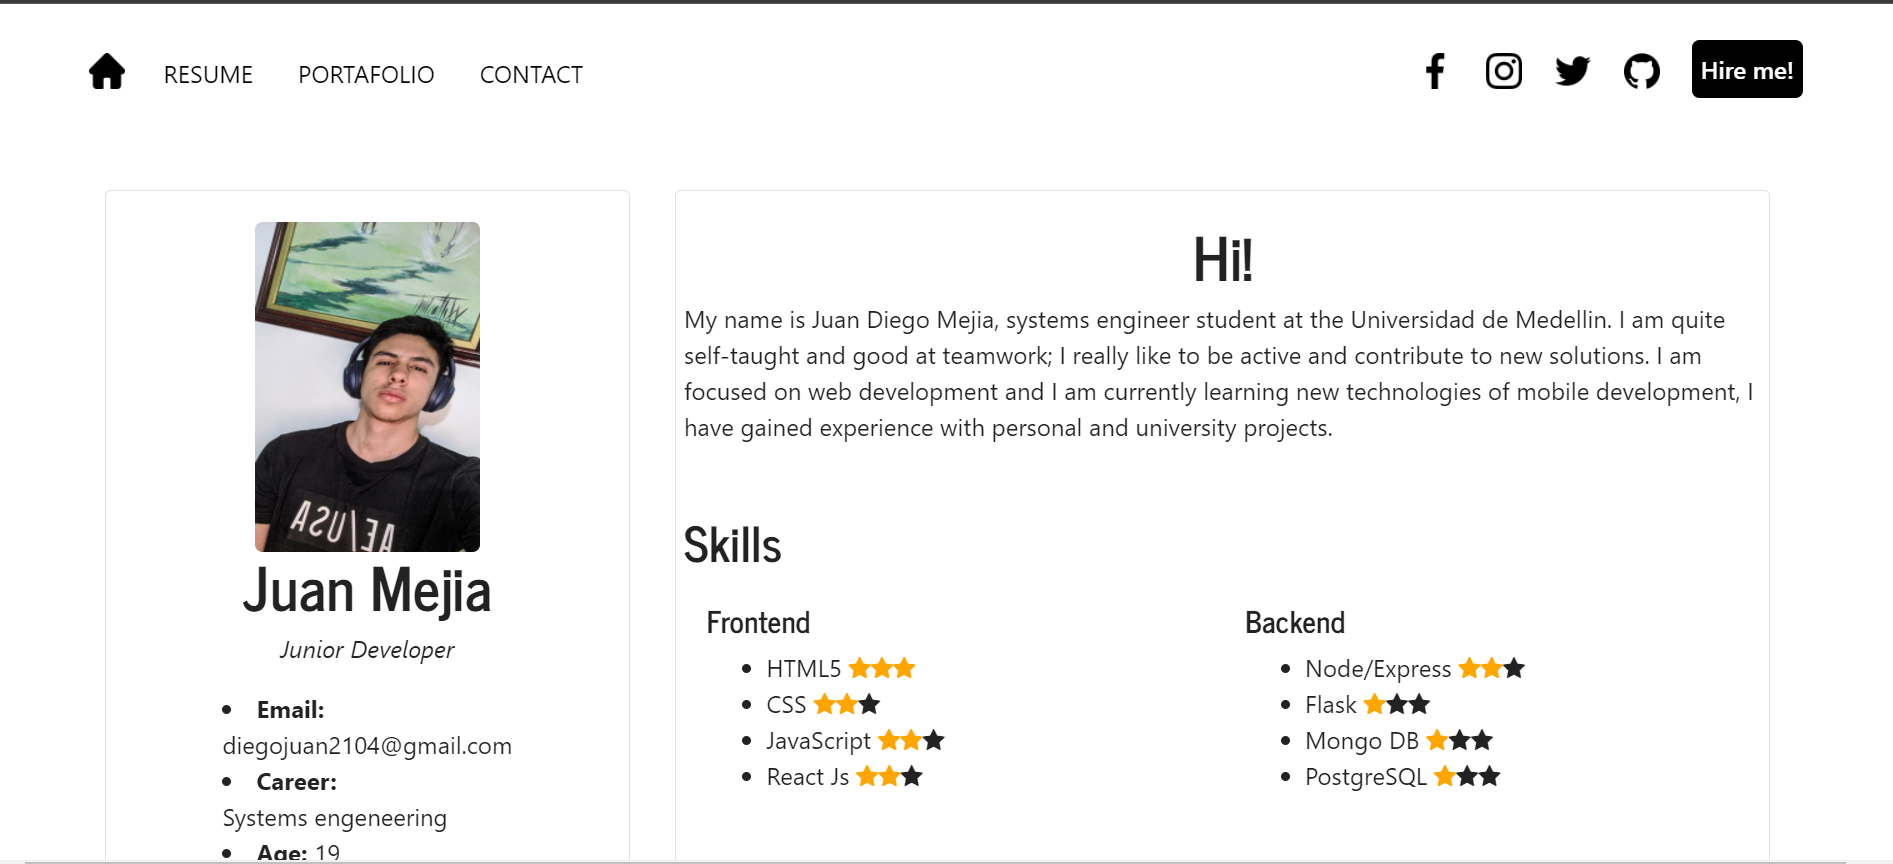 RESUME PORTAFOLIO CONTACT Hire me!
AE/USA
Juan Mejia
Junior Developer
Email:
diegojuan2104@gmail.com
Career:
Systems engeneering
Age: 19
Hi!
My name is Juan Diego Mejia, systems engineer student at the Universidad de Medellin. I am quite
self-taught and good at teamwork; I really like to be active and contribute to new solutions. I am
focused on web development and I am currently learning new technologies of mobile development, I
have gained experience with personal and university projects.
Skills
Frontend
HTML5
CSS
JavaScript
React Js
Backend
Node/Express
Flask
Mongo DB
PostgreSQL